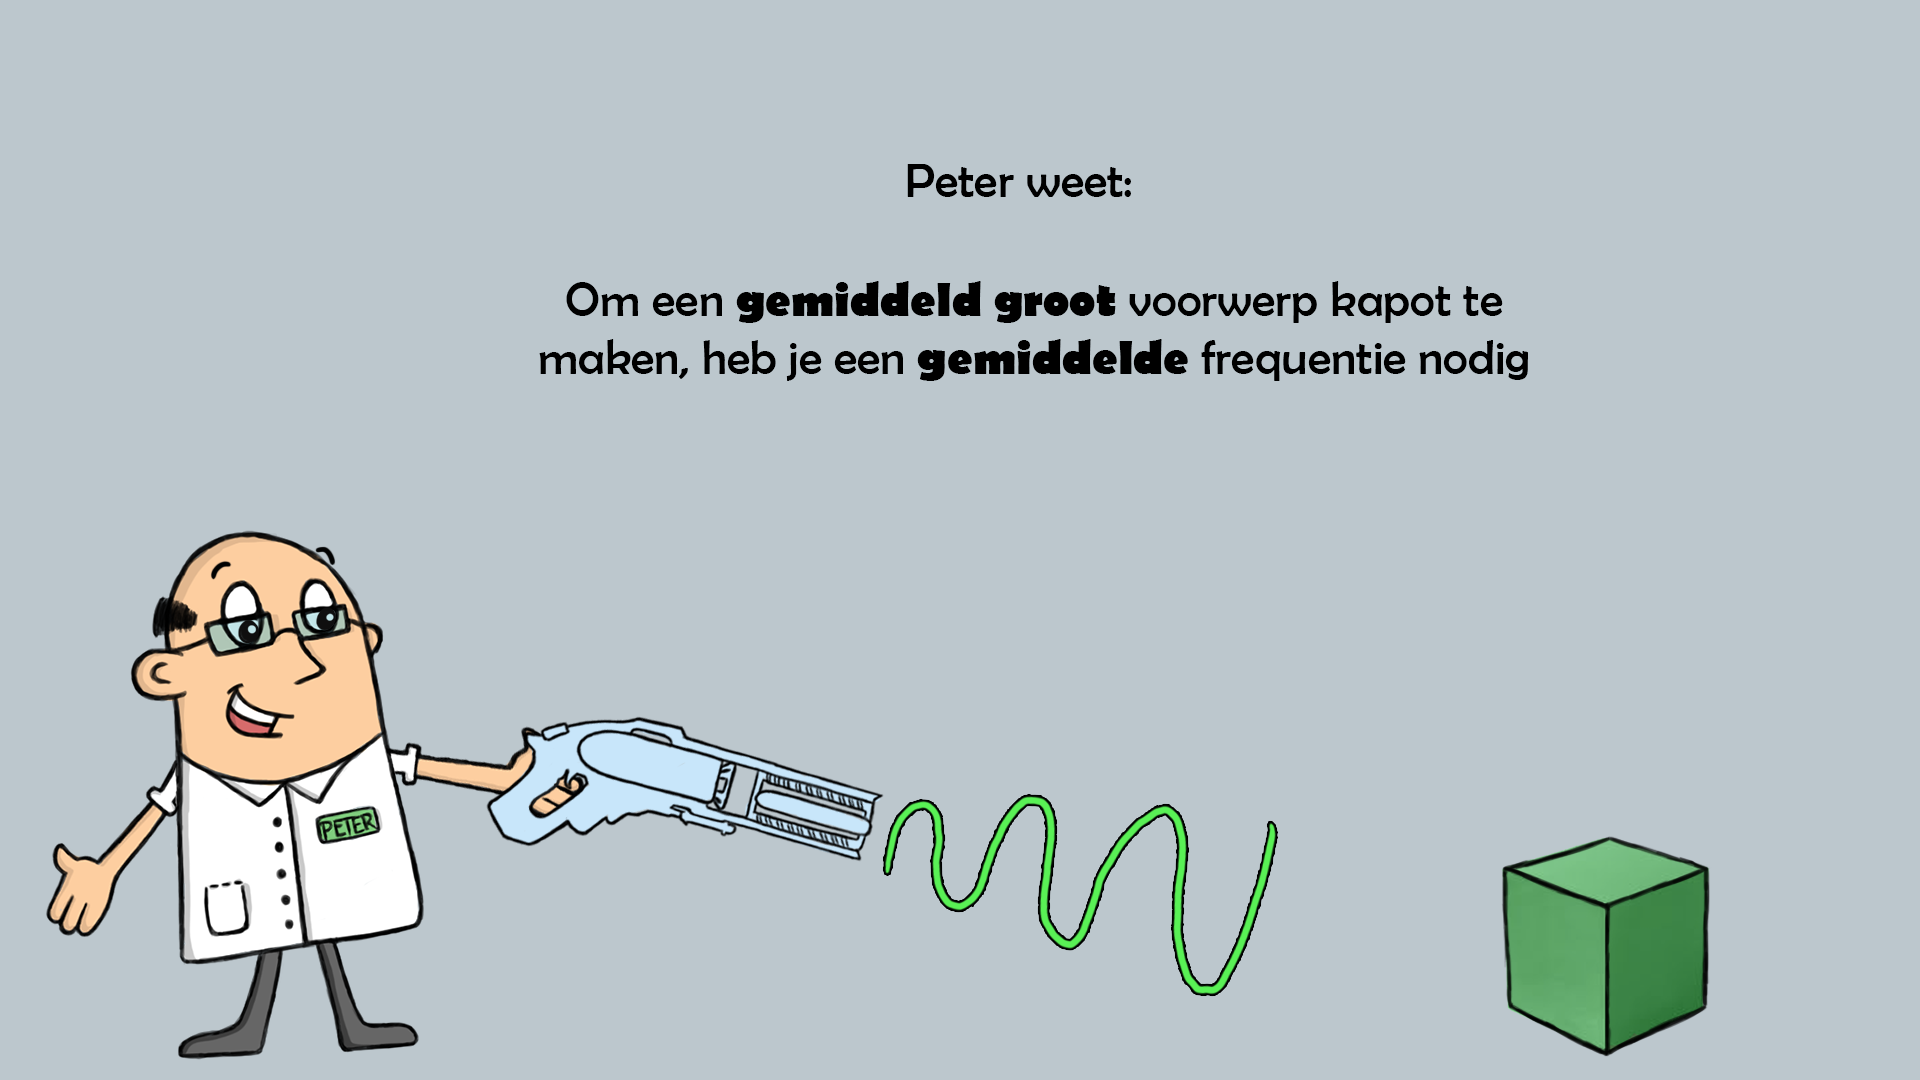 Peter weet:
Om een gemiddeld groot voorwerp kapot te
maken, heb je een gemiddelde frequentie nodig
PETER